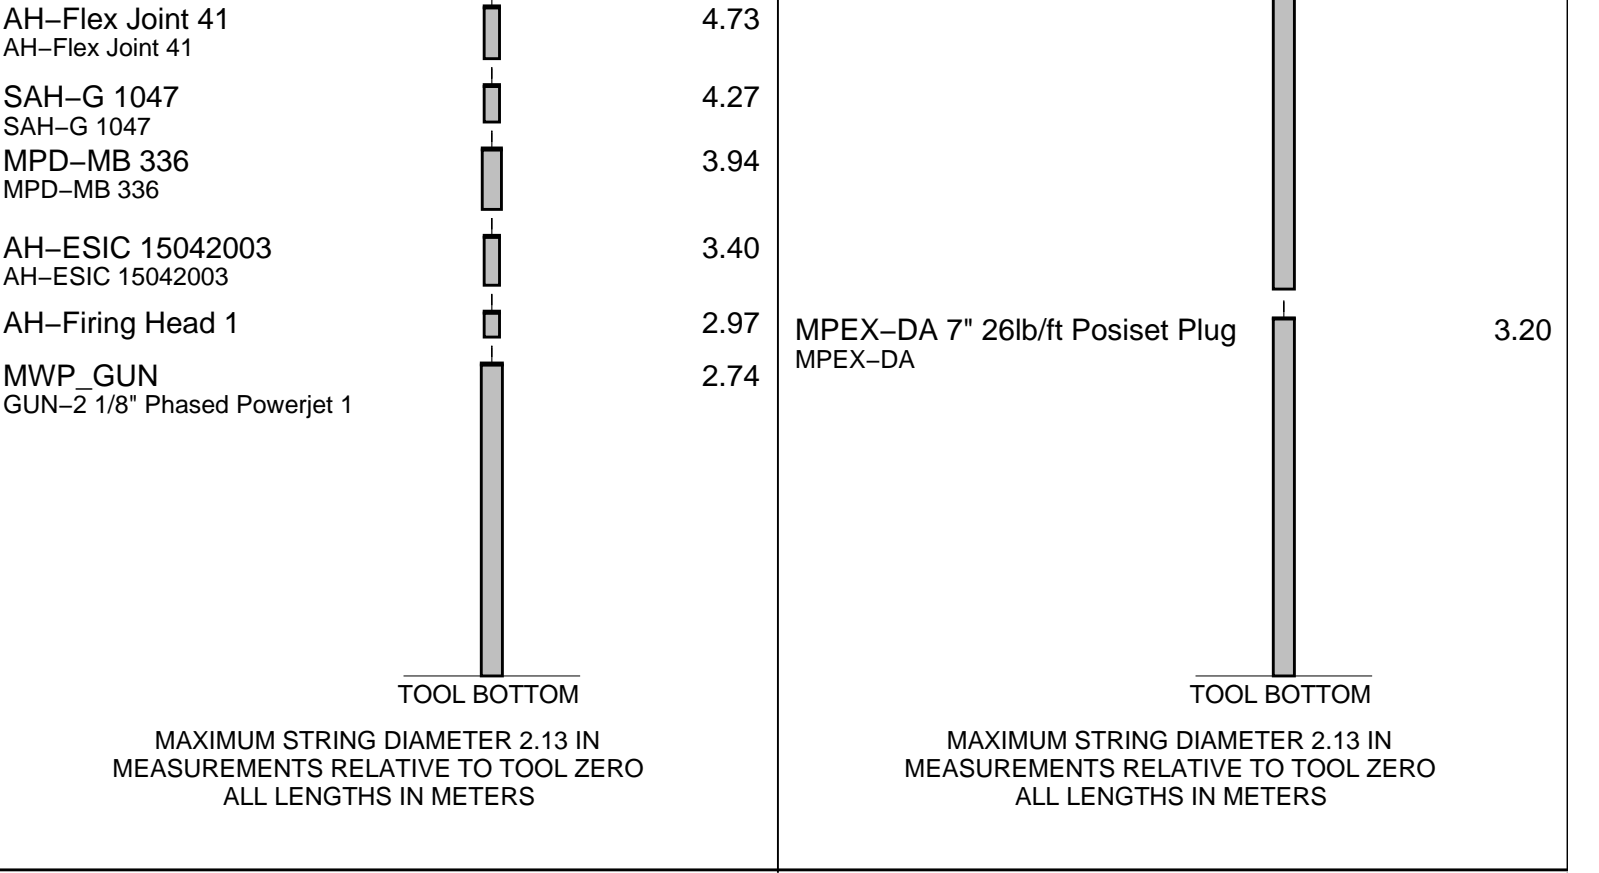 AH−Flex Joint 41 4.73
AH−Flex Joint 41
SAH−G 1047 4.27
SAH−G 1047
MPD−MB 336 3.94
MPD−MB 336
AH−ESIC 15042003 3.40
AH−ESIC 15042003
AH−Firing Head 1 2.97
MWP_GUN 2.74
GUN−2 1/8" Phased Powerjet 1
TOOL BOTTOM
MAXIMUM STRING DIAMETER 2.13 IN
MEASUREMENTS RELATIVE TO TOOL ZERO
ALL LENGTHS IN METERS
MPEX−DA 7" 26lb/ft Posiset Plug 3.20
MPEX−DA
TOOL BOTTOM
MAXIMUM STRING DIAMETER 2.13 IN
MEASUREMENTS RELATIVE TO TOOL ZERO
ALL LENGTHS IN METERS